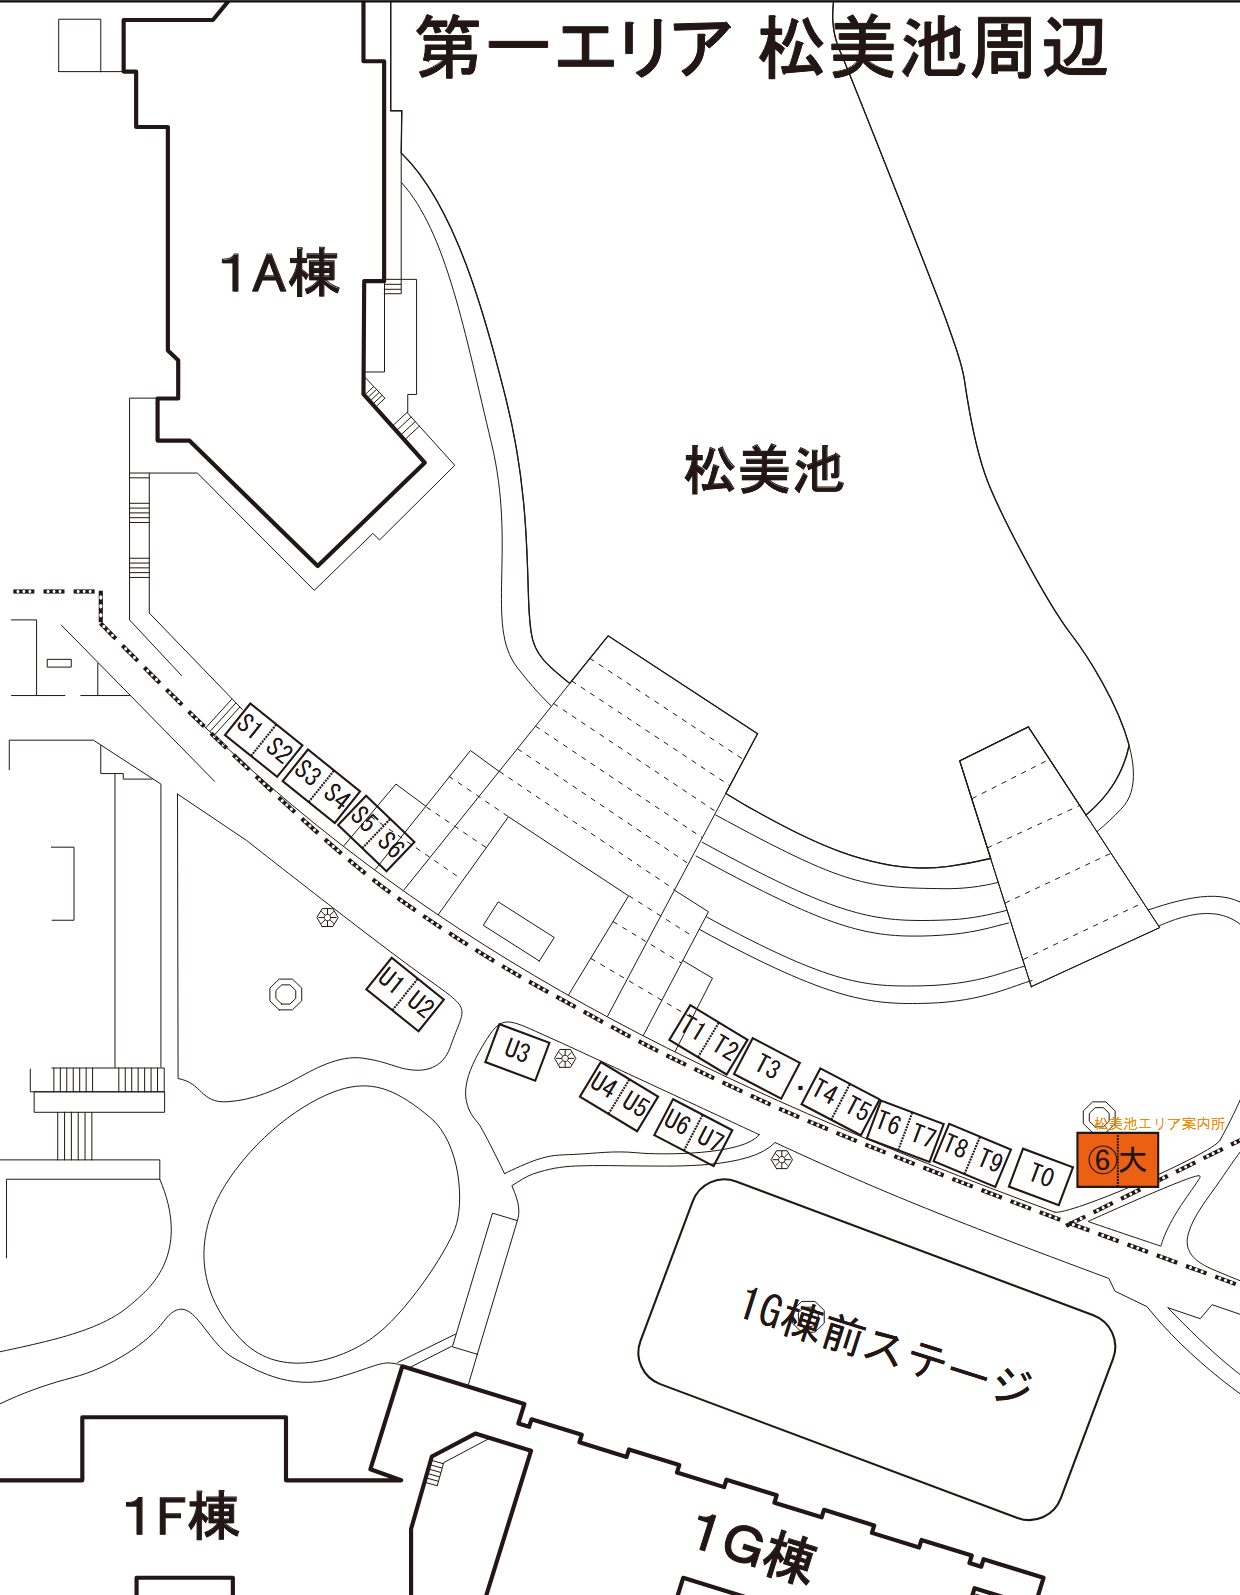 第一エリア 松美池周辺
1A棟
松美池
S1 S2
S3 S4
S5 S6
U1 U2
U3
U4 U5
U6 U7
T1 T2
T3
T4 T5
T6 T7
T8 T9
T0
松美池エリア案内所
⑥ 大
1G棟前ステージ
1F棟
1G棟